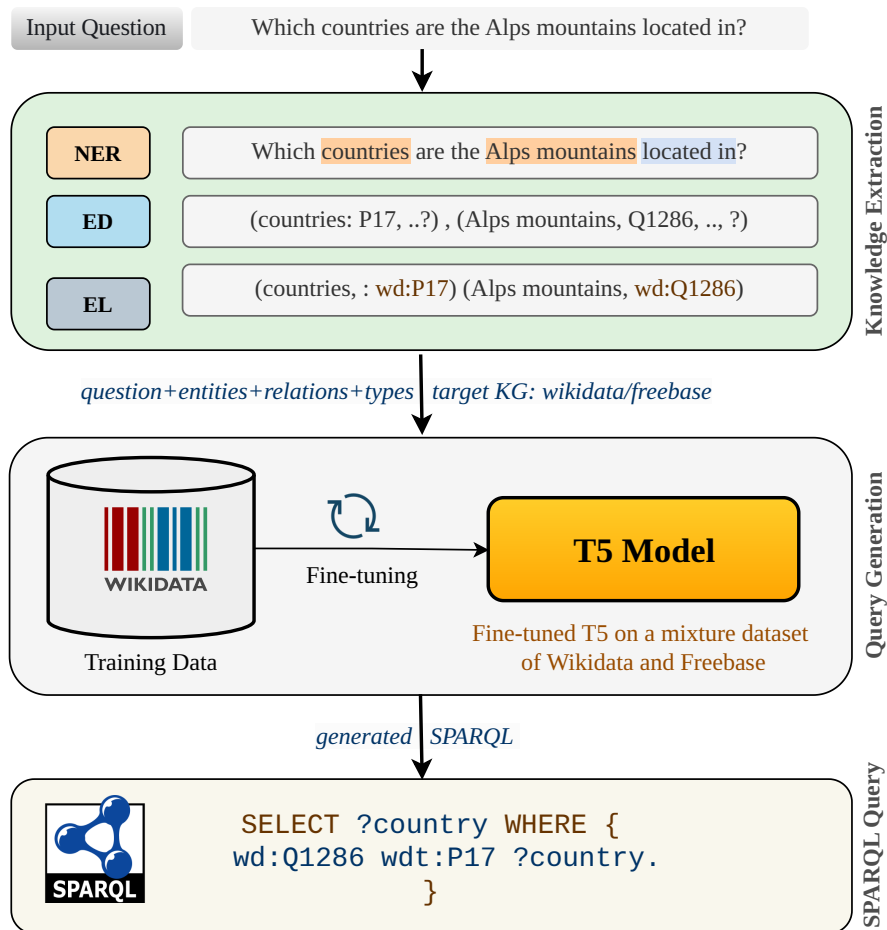 Input Question
Which countries are the Alps mountains located in?
Knowledge Extraction
NER
Which countries are the Alps mountains located in?
ED
(countries: P17, ..?) , (Alps mountains, Q1286, .., ?)
EL
(countries, : wd:P17) (Alps mountains, wd:Q1286)
question+entities+relations+types target KG: wikidata/freebase
Query Generation
WIKIDATA
Training Data
Fine-tuning
T5 Model
Fine-tuned T5 on a mixture dataset
of Wikidata and Freebase
generated SPARQL
SPARQL Query
SPARQL
SELECT ?country WHERE {
wd:Q1286 wdt:P17 ?country.
}